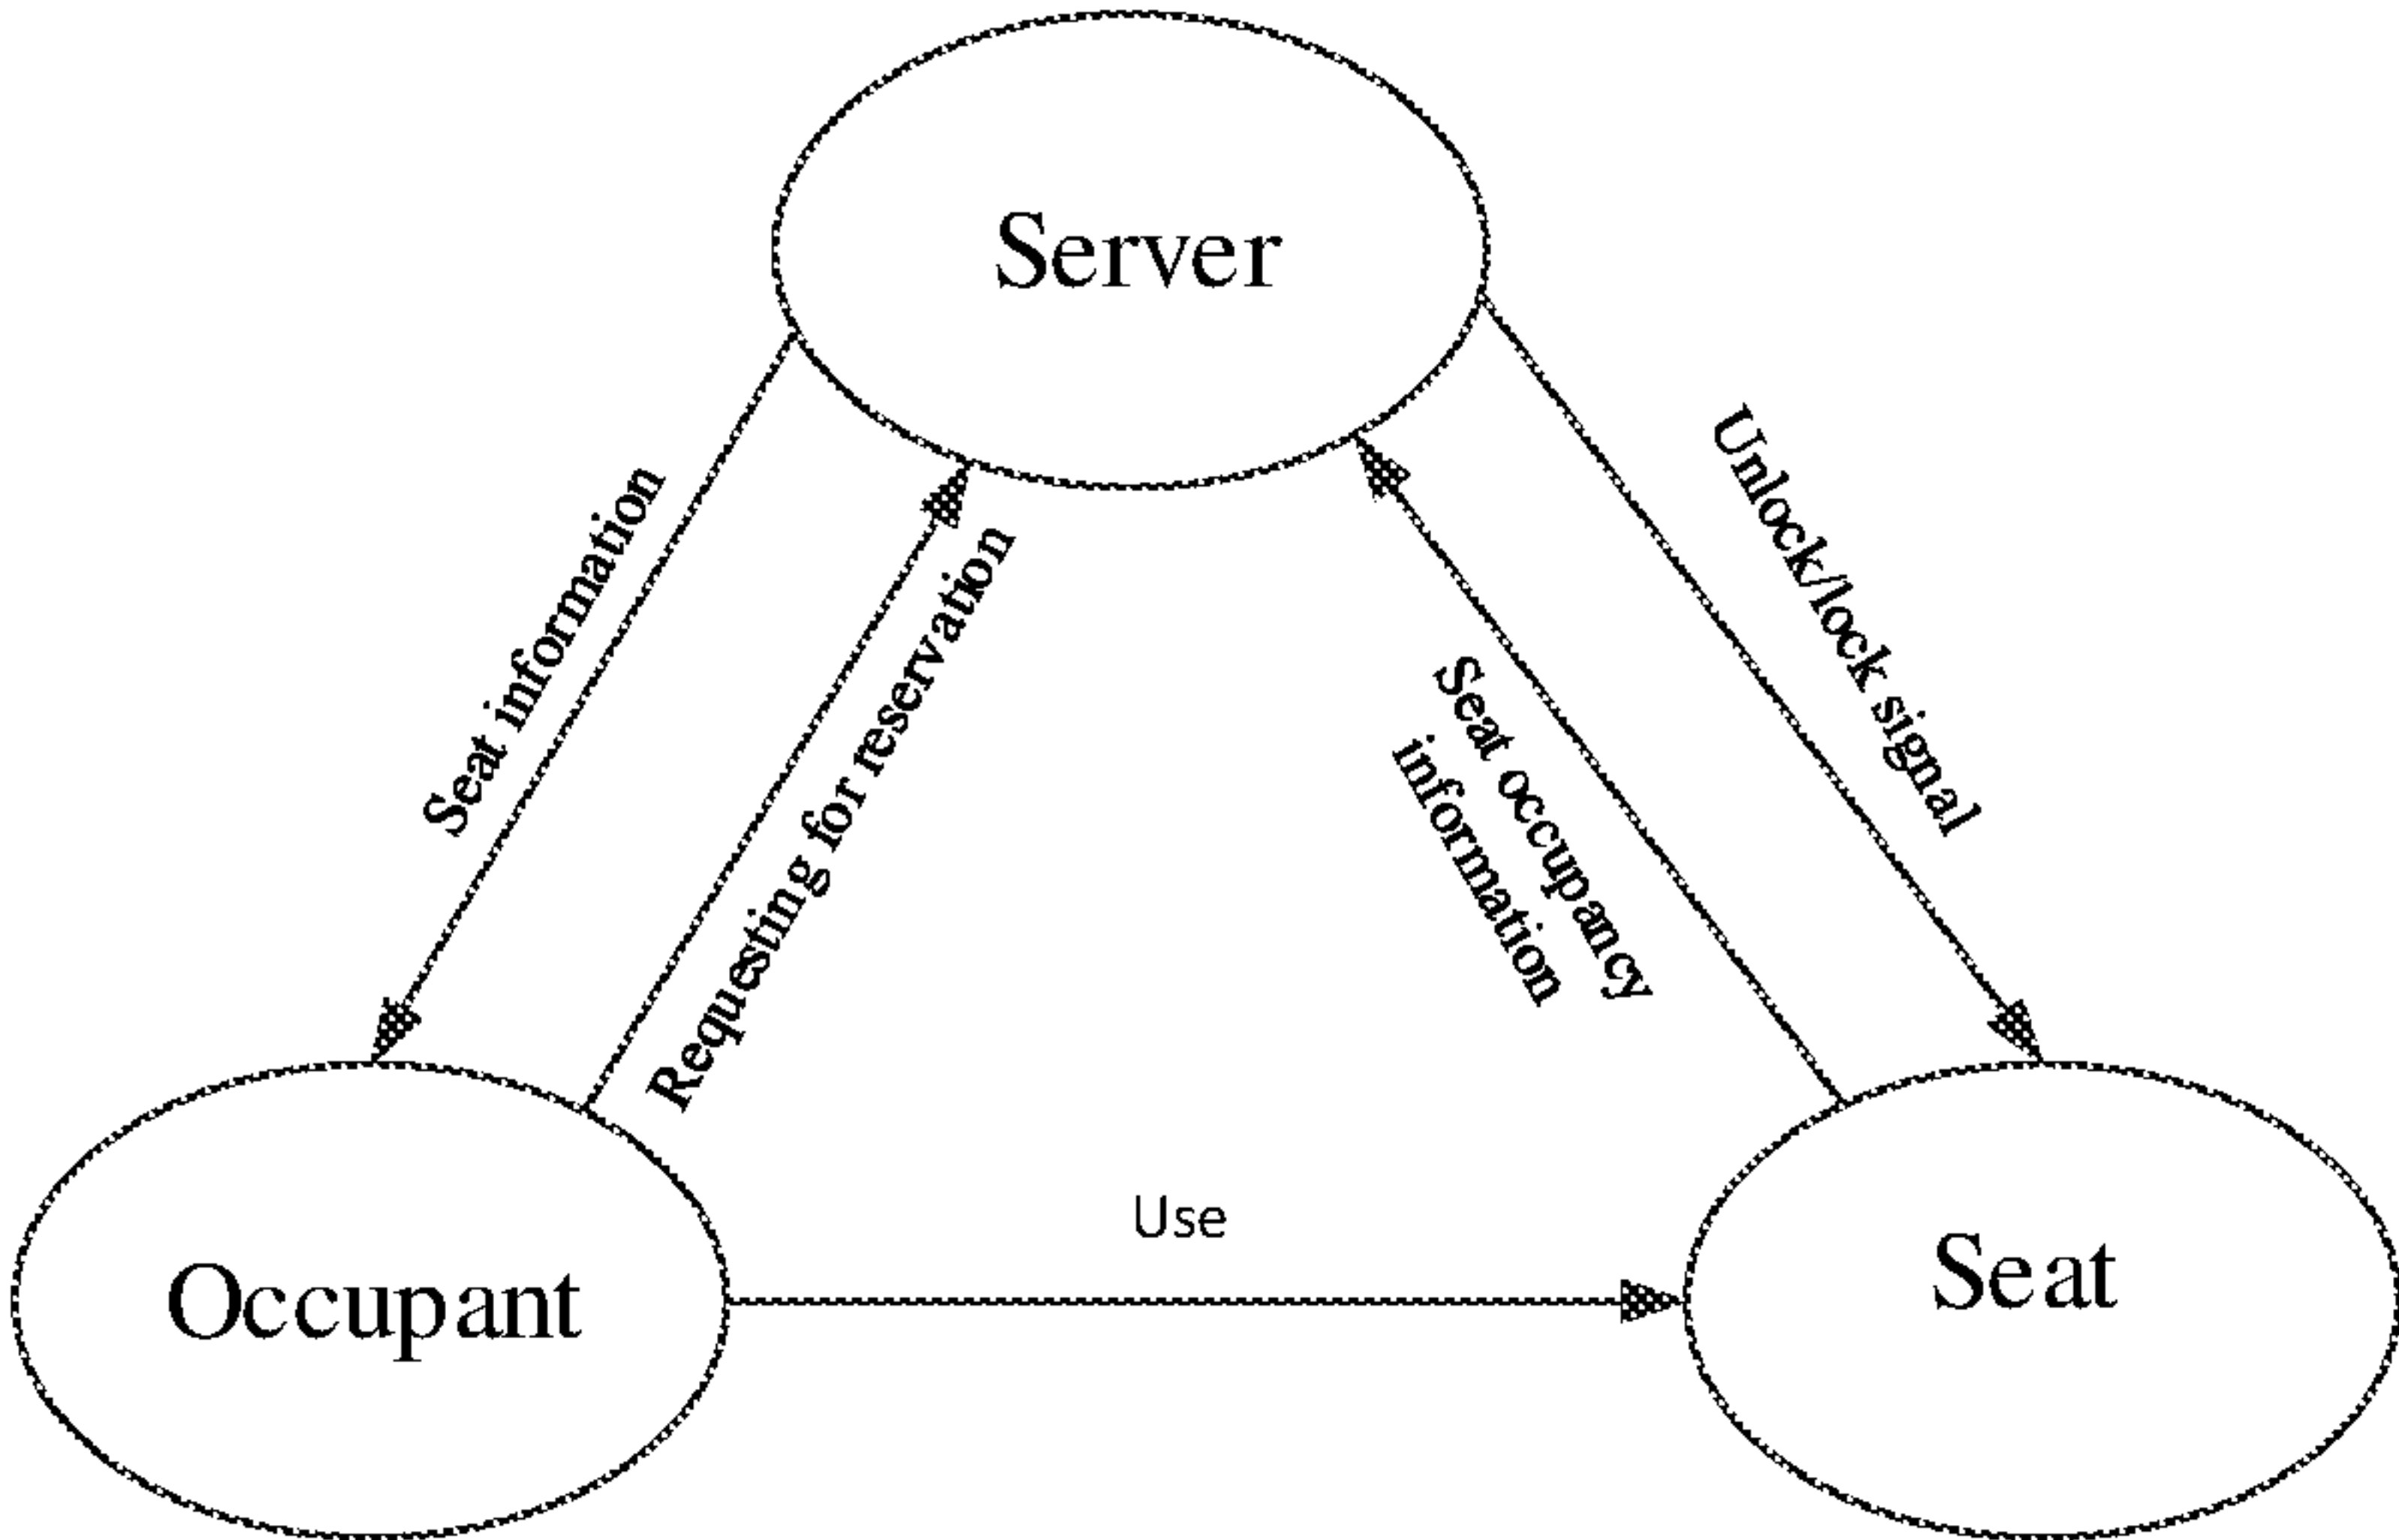 Server
Seat information
Requesting for reservation
Seat occupancy
information
Unlock/lock signal
Use
Occupant
Seat